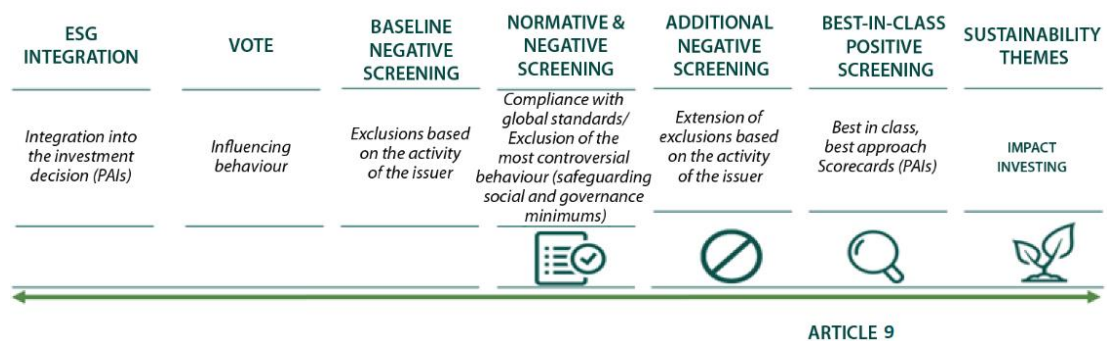 ESG
INTEGRATION
VOTE
BASELINE
NEGATIVE
SCREENING
NORMATIVE &
NEGATIVE
SCREENING
ADDITIONAL
NEGATIVE
SCREENING
BEST-IN-CLASS
POSITIVE
SCREENING
SUSTAINABILITY
THEMES
Integration into
the investment
decision (PAIs)
Influencing
behaviour
Exclusions based
on the activity
of the issuer
Compliance with
global standards/
Exclusion of the
most controversial
behaviour (safeguarding
social and governance
minimums)
Extension of
exclusions based
on the activity
of the issuer
Best in class,
best approach
Scorecards (PAIs)
IMPACT
INVESTING
ARTICLE 9